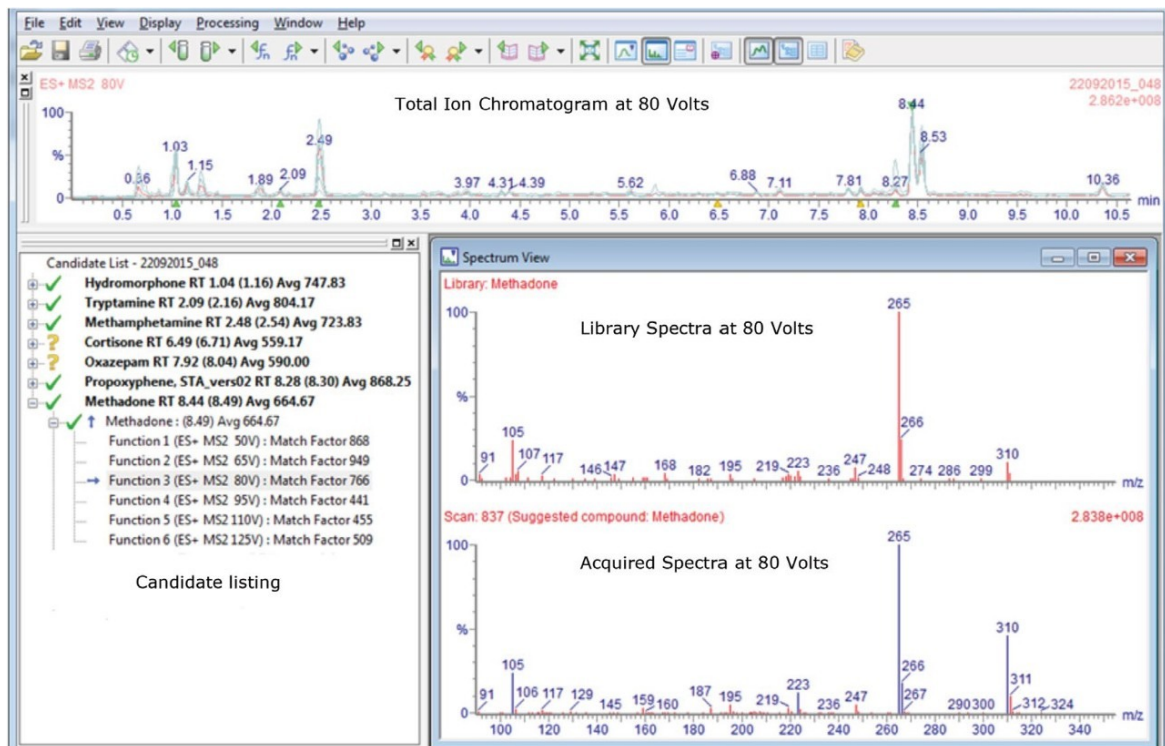 File Edit View Display Processing Window Help
ES+ MS2 80V
Total Ion Chromatogram at 80 Volts
22092015_048
2.862e+008
100
%
0
0.66 1.03 1.15 1.89 2.09 2.49 3.97 4.31 4.39 5.62 6.88 7.11 7.81 8.27 8.44 8.53 10.36
0.5 1.0 1.5 2.0 2.5 3.0 3.5 4.0 4.5 5.0 5.5 6.0 6.5 7.0 7.5 8.0 8.5 9.0 9.5 10.0 10.5 min
Candidate List - 22092015_048
Hydromorphone RT 1.04 (1.16) Avg 747.83
Tryptamine RT 2.09 (2.16) Avg 804.17
Methamphetamine RT 2.48 (2.54) Avg 723.83
? Cortisone RT 6.49 (6.71) Avg 559.17
? Oxazepam RT 7.92 (8.04) Avg 590.00
Propoxyphene, STA_vers02 RT 8.28 (8.30) Avg 868.25
Methadone RT 8.44 (8.49) Avg 664.67
Methadone : (8.49) Avg 664.67
Function 1 (ES+ MS2 50V) : Match Factor 868
Function 2 (ES+ MS2 65V) : Match Factor 949
Function 3 (ES+ MS2 80V) : Match Factor 766
Function 4 (ES+ MS2 95V) : Match Factor 441
Function 5 (ES+ MS2 110V) : Match Factor 455
Function 6 (ES+ MS2 125V) : Match Factor 509
Candidate listing
Spectrum View
Library: Methadone
Library Spectra at 80 Volts
100
%
0
91 105 107 117 146 147 168 182 195 219 223 236 247 248 265 266 274 286 299 310
m/z
Scan: 837 (Suggested compound: Methadone)
2.838e+008
Acquired Spectra at 80 Volts
100
%
0
91 105 106 117 129 145 159 160 187 195 219 223 236 247 265 266 267 290 300 310 311 312 324
m/z
100 120 140 160 180 200 220 240 260 280 300 320 340